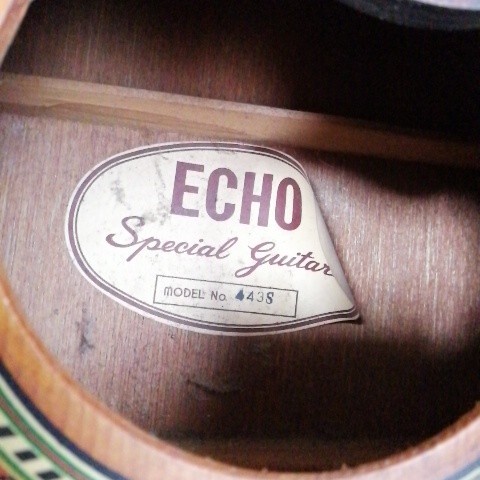 ECHO
Special Guitar
MODEL No. 443S